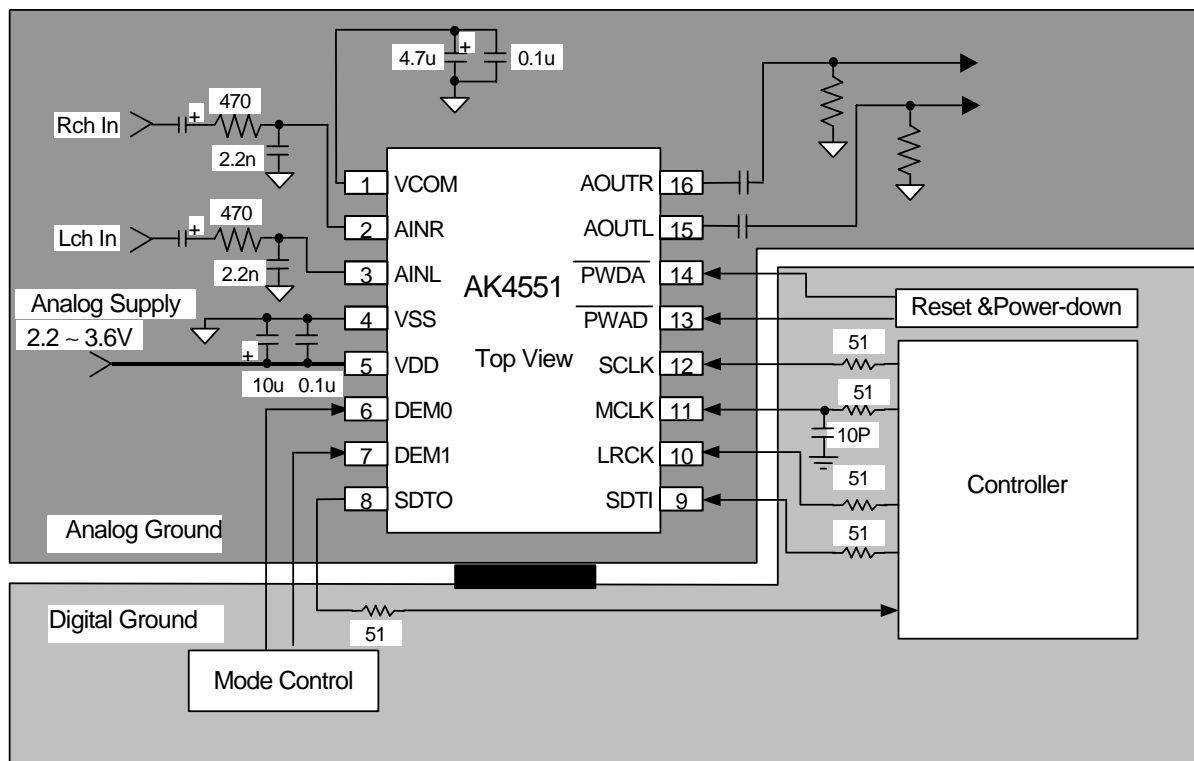 4.7u
+
0.1u
470
Rch In
+
2.2n
470
Lch In
+
2.2n
Analog Supply
2.2 ~ 3.6V
+
10u
0.1u
1
VCOM
2
AINR
3
AINL
4
VSS
5
VDD
6
DEM0
7
DEM1
8
SDTO
AK4551
Top View
AOUTR
16
AOUTL
15
PWDA
14
PWAD
13
SCLK
12
MCLK
11
LRCK
10
SDTI
9
Reset &Power-down
51
51
10P
51
51
Controller
Analog Ground
Digital Ground
51
Mode Control